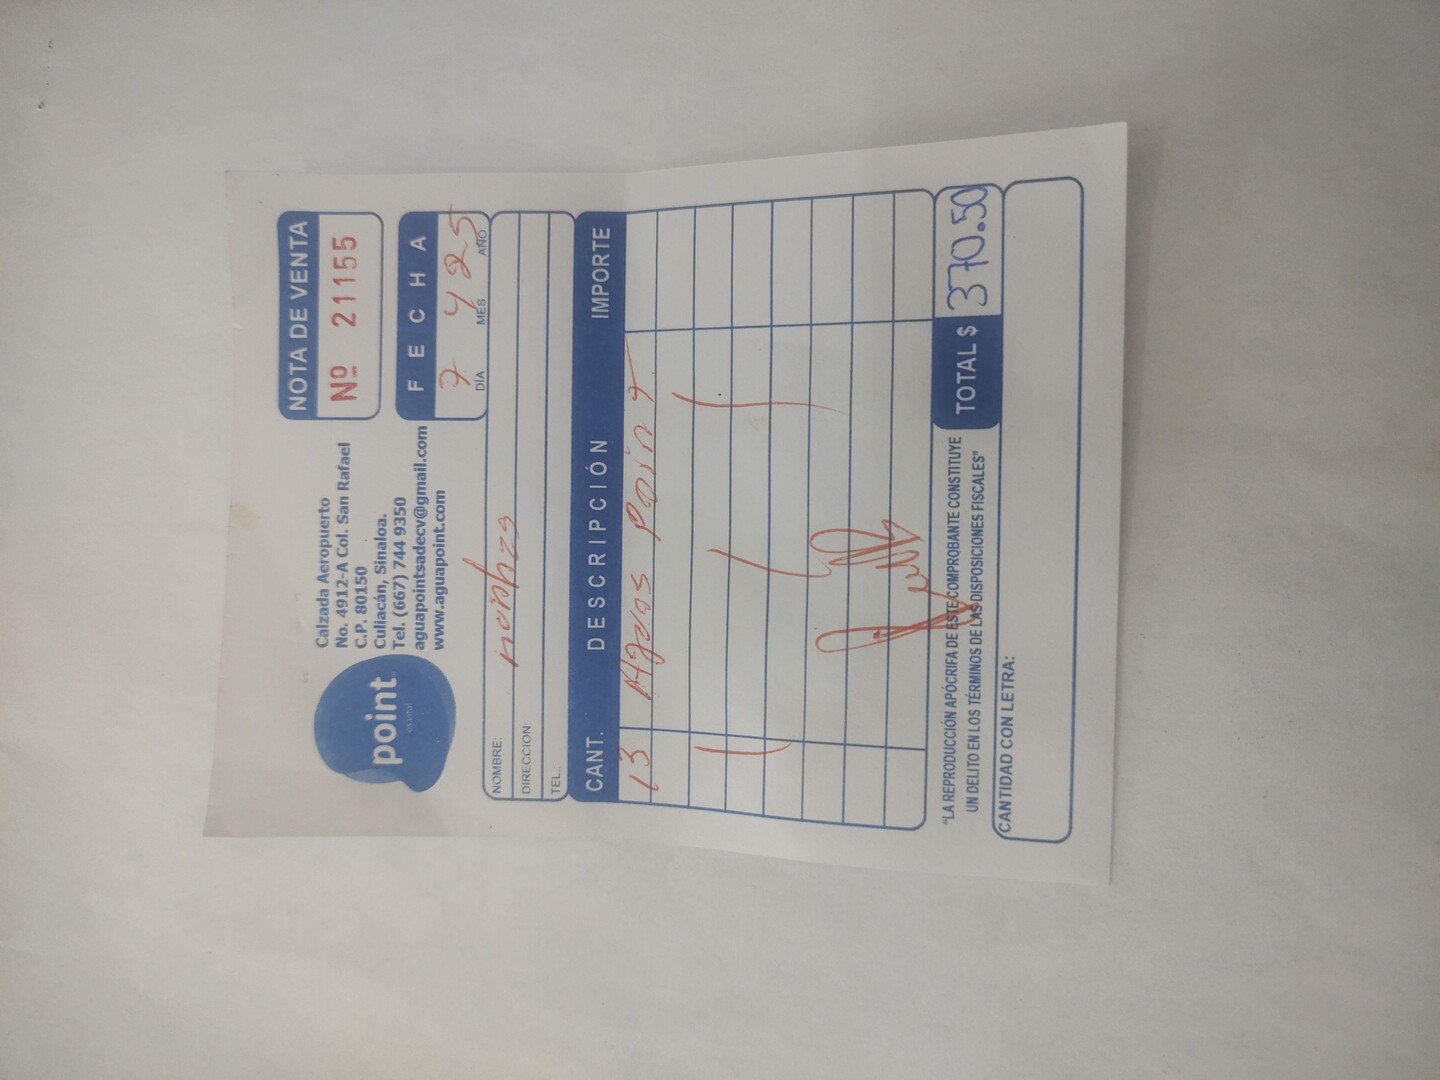 point
es vital
Calzada Aeropuerto
No. 4912-A Col. San Rafael
C.P. 80150
Culiacán, Sinaloa.
Tel. (667) 744 9350
aguapointsadecv@gmail.com
www.aguapoint.com
NOTA DE VENTA
Nº 21155
FECHA
7 4 25
DÍA MES AÑO
NOMBRE:
DIRECCION
TEL.:
CANT. DESCRIPCIÓN IMPORTE
13 Aguas Point
"LA REPRODUCCIÓN APÓCRIFA DE ESTE COMPROBANTE CONSTITUYE
UN DELITO EN LOS TÉRMINOS DE LAS DISPOSICIONES FISCALES"
TOTAL $ 370.50
CANTIDAD CON LETRA: